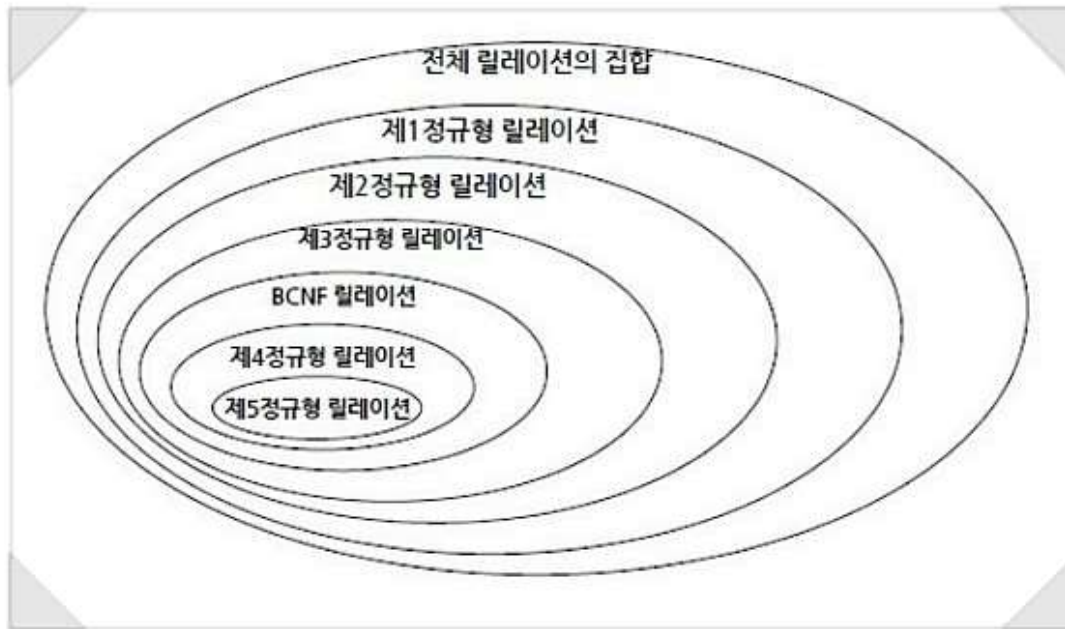 전체 릴레이션의 집합
제1정규형 릴레이션
제2정규형 릴레이션
제3정규형 릴레이션
BCNF 릴레이션
제4정규형 릴레이션
제5정규형 릴레이션